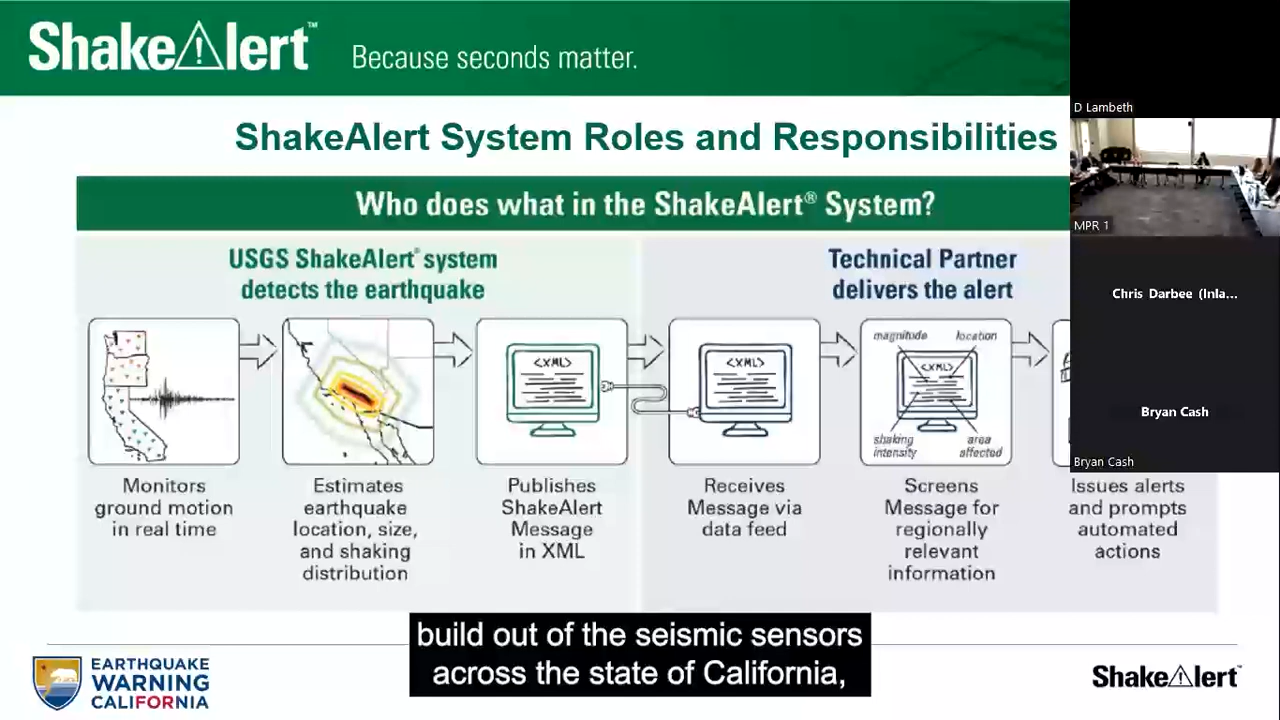 ShakeAlert™ Because seconds matter.
D Lambeth
ShakeAlert System Roles and Responsibilities
MPR 1
Who does what in the ShakeAlert® System?
USGS ShakeAlert® system
detects the earthquake
Technical Partner
delivers the alert
Chris Darbee (Inla...
<XML>
<XML>
magnitude location
<XML>
shaking
intensity
area
affected
Bryan Cash
Bryan Cash
Monitors
ground motion
in real time
Estimates
earthquake
location, size,
and shaking
distribution
Publishes
ShakeAlert
Message
in XML
Receives
Message via
data feed
Screens
Message for
regionally
relevant
information
Issues alerts
and prompts
automated
actions
build out of the seismic sensors
across the state of California,
EARTHQUAKE
WARNING
CALIFORNIA
ShakeAlert™